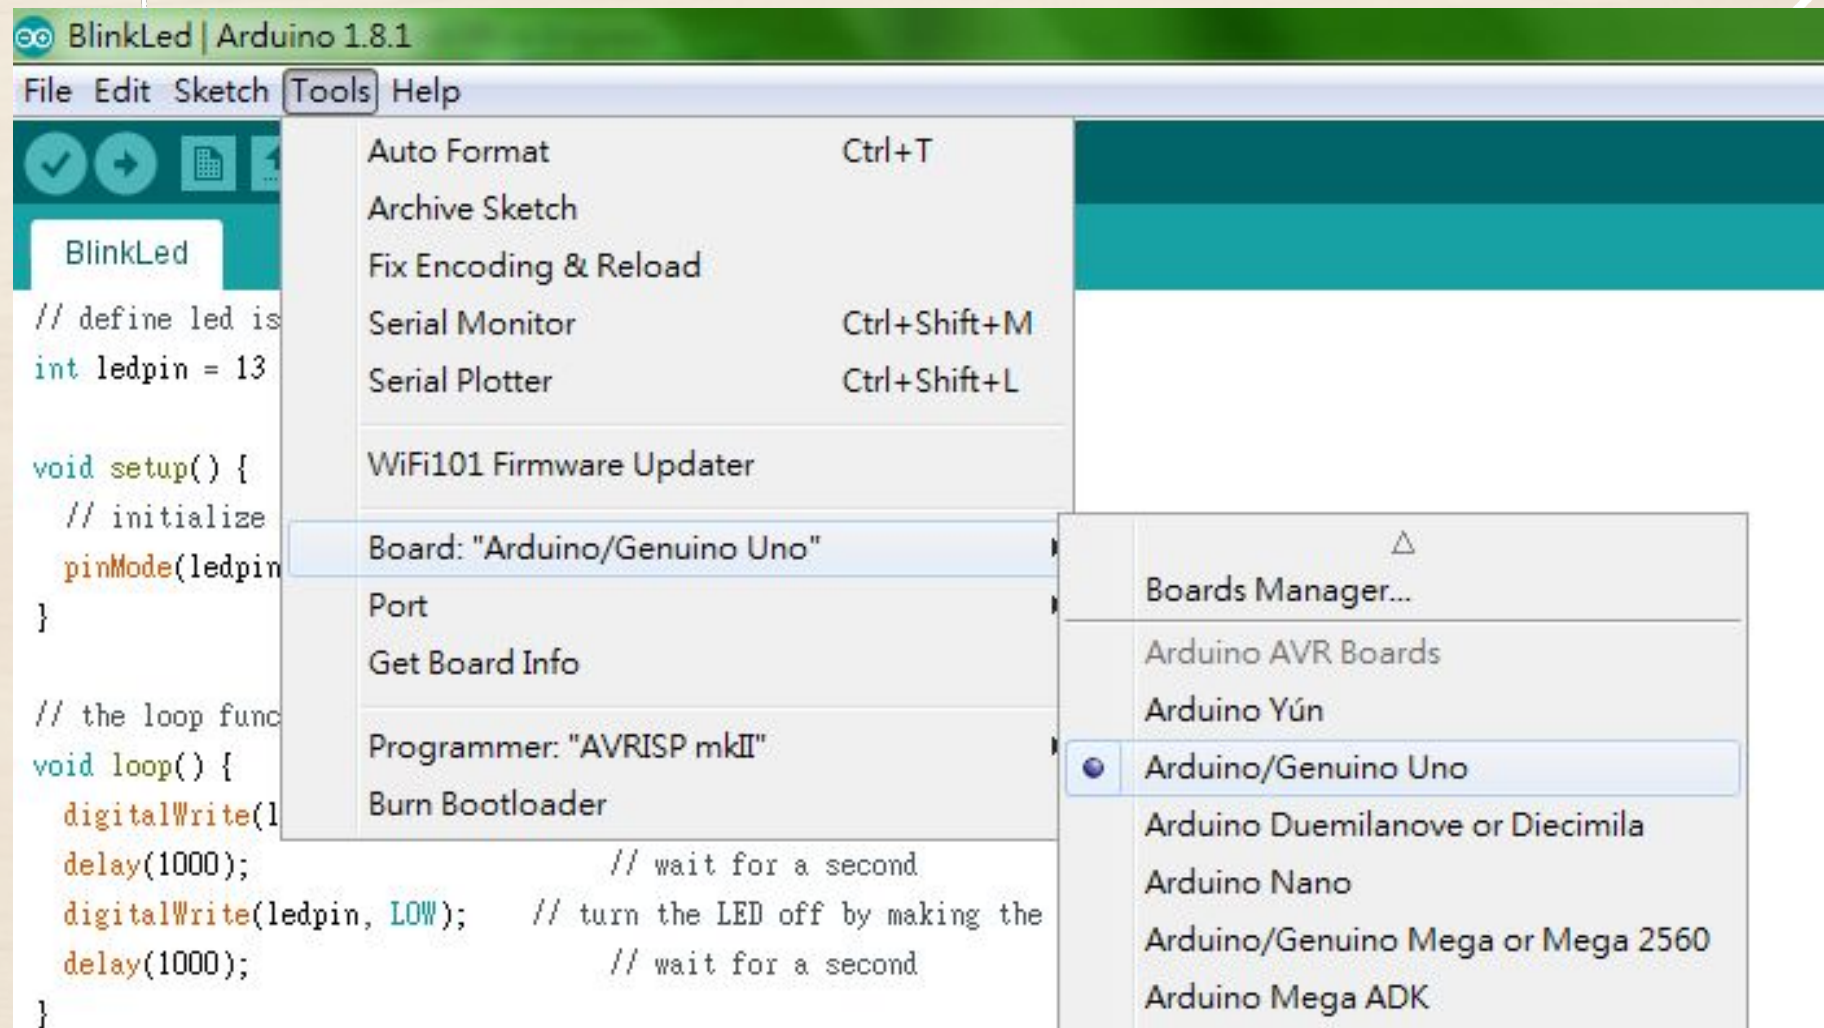 BlinkLed | Arduino 1.8.1
File Edit Sketch Tools Help
Auto Format Ctrl+T
Archive Sketch
Fix Encoding & Reload
Serial Monitor Ctrl+Shift+M
Serial Plotter Ctrl+Shift+L
WiFi101 Firmware Updater
Board: "Arduino/Genuino Uno"
Port
Get Board Info
Programmer: "AVRISP mkII"
Burn Bootloader
Boards Manager...
Arduino AVR Boards
Arduino Yún
Arduino/Genuino Uno
Arduino Duemilanove or Diecimila
Arduino Nano
Arduino/Genuino Mega or Mega 2560
Arduino Mega ADK
BlinkLed
// define led is
int ledpin = 13
void setup() {
// initialize
pinMode(ledpin
}
// the loop func
void loop() {
digitalWrite(l
delay(1000); // wait for a second
digitalWrite(ledpin, LOW); // turn the LED off by making the
delay(1000); // wait for a second
}